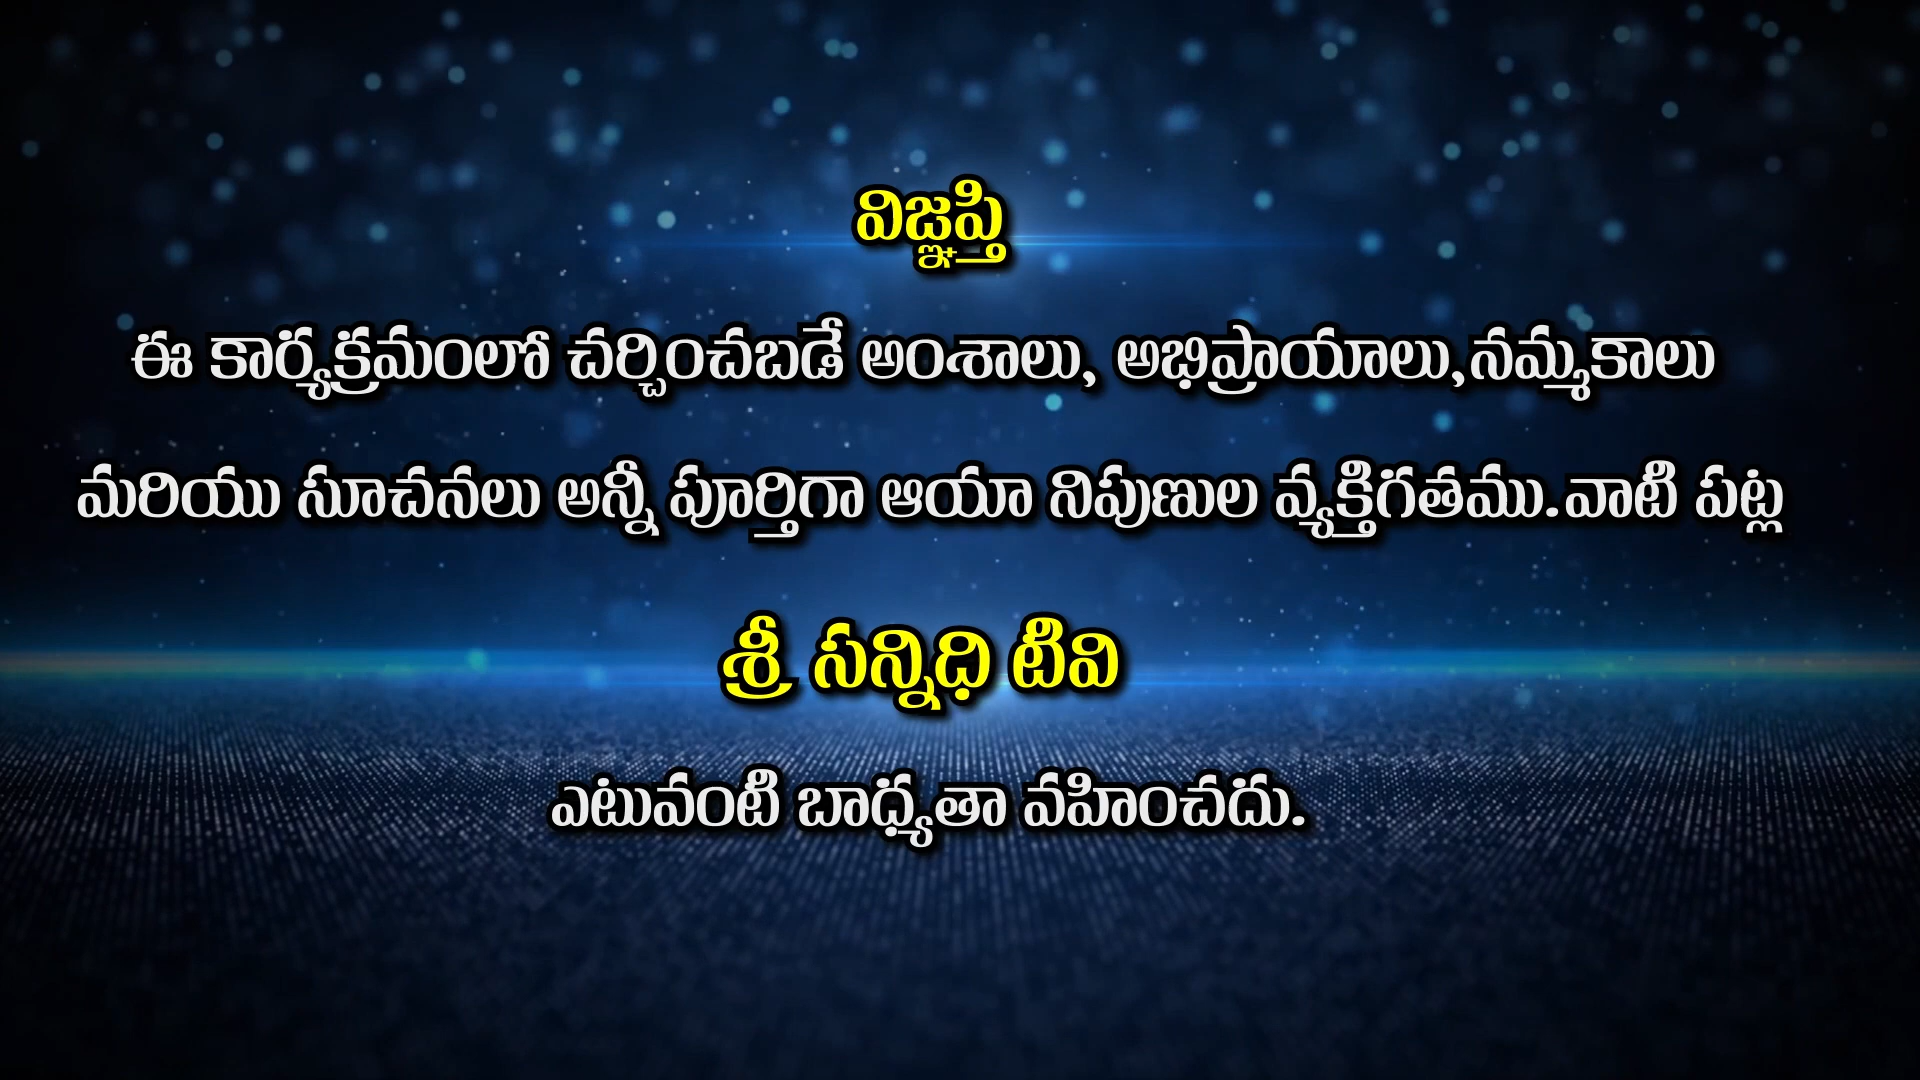 విజ్ఞప్తి
ఈ కార్యక్రమంలో చర్చించబడే అంశాలు, అభిప్రాయాలు,నమ్మకాలు
మరియు సూచనలు అన్నీ పూర్తిగా ఆయా నిపుణుల వ్యక్తిగతము.వాటి పట్ల
శ్రీ సన్నిధి టీవి
ఎటువంటి బాధ్యతా వహించదు.